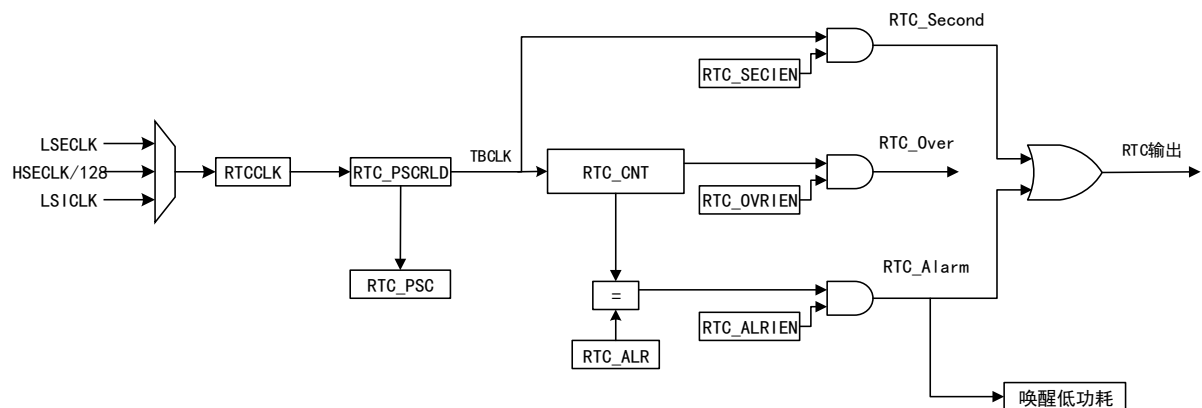 RTC_Second
RTC_SECIEN
LSECLK
HSECLK/128
LSICLK
RTCCLK
RTC_PSCRLD
TBCLK
RTC_CNT
RTC_Over
RTC_OVRIEN
RTC输出
RTC_PSC
=
RTC_Alarm
RTC_ALRIEN
RTC_ALR
唤醒低功耗